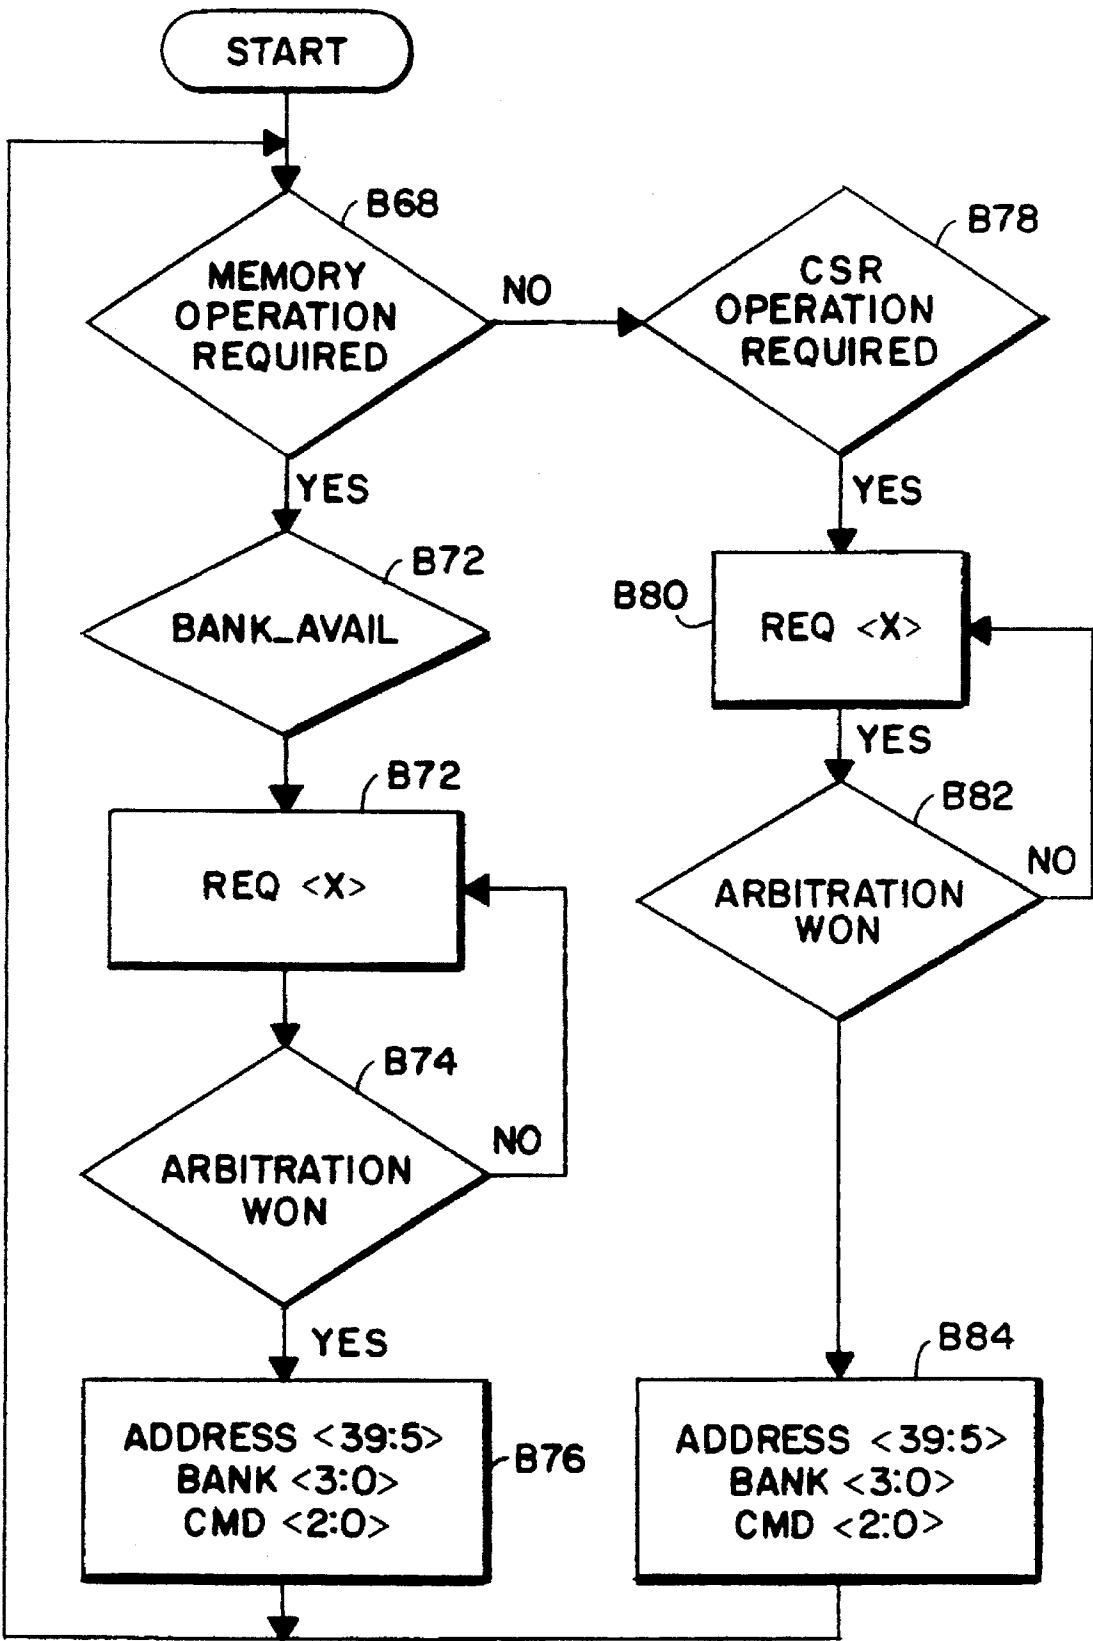 START
B68
MEMORY
OPERATION
REQUIRED
NO
B78
CSR
OPERATION
REQUIRED
YES
YES
B72
BANK_AVAIL
B80
REQ <X>
YES
B72
REQ <X>
B82
ARBITRATION
WON
NO
B74
ARBITRATION
WON
NO
YES
B84
ADDRESS <39:5>
BANK <3:0>
CMD <2:0>
B76
ADDRESS <39:5>
BANK <3:0>
CMD <2:0>